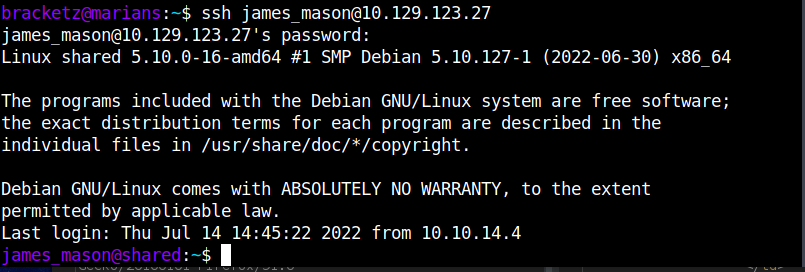 bracketz@marians:~$ ssh james_mason@10.129.123.27
james_mason@10.129.123.27's password:
Linux shared 5.10.0-16-amd64 #1 SMP Debian 5.10.127-1 (2022-06-30) x86_64
The programs included with the Debian GNU/Linux system are free software;
the exact distribution terms for each program are described in the
individual files in /usr/share/doc/*/copyright.
Debian GNU/Linux comes with ABSOLUTELY NO WARRANTY, to the extent
permitted by applicable law.
Last login: Thu Jul 14 14:45:22 2022 from 10.10.14.4
james_mason@shared:~$